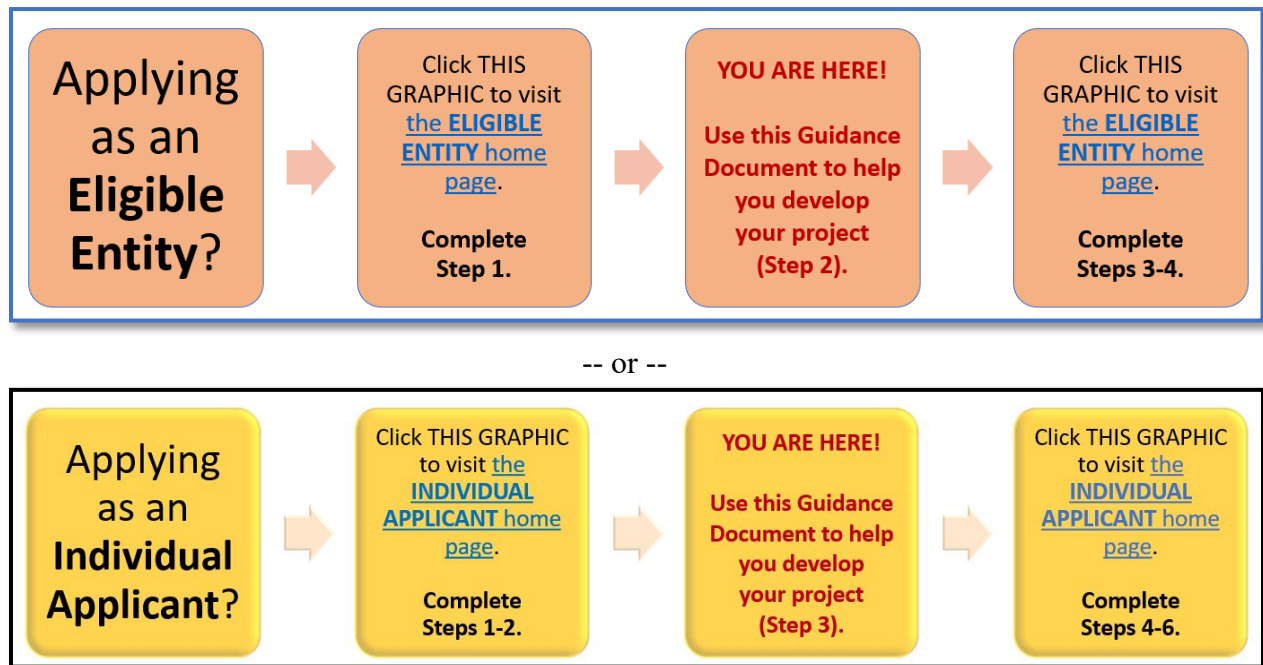 Applying
as an
Eligible
Entity?
Click THIS
GRAPHIC to visit
the ELIGIBLE
ENTITY home
page.
Complete
Step 1.
YOU ARE HERE!
Use this Guidance
Document to help
you develop
your project
(Step 2).
Click THIS
GRAPHIC to visit
the ELIGIBLE
ENTITY home
page.
Complete
Steps 3-4.
-- or --
Applying
as an
Individual
Applicant?
Click THIS GRAPHIC
to visit the
INDIVIDUAL
APPLICANT home
page.
Complete
Steps 1-2.
YOU ARE HERE!
Use this Guidance
Document to help
you develop
your project
(Step 3).
Click THIS GRAPHIC
to visit the
INDIVIDUAL
APPLICANT home
page.
Complete
Steps 4-6.